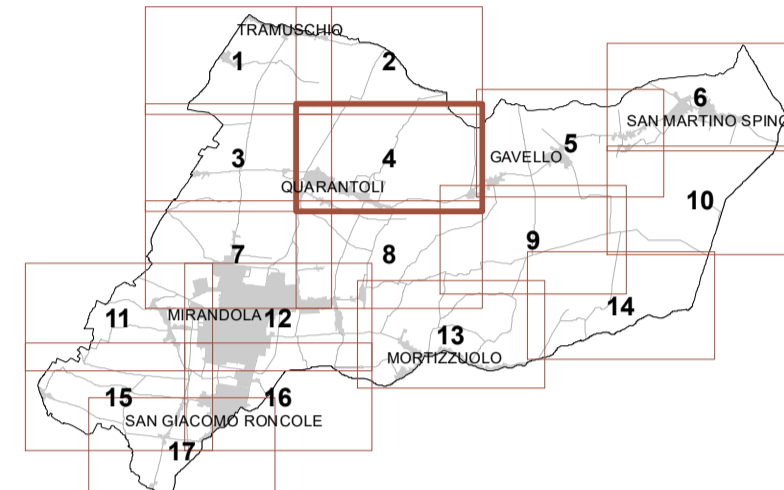 TRAMUSCHIO
1
2
6
SAN MARTINO SPINO
5
3
4
GAVELLO
QUARANTOLI
10
9
7
8
14
11
MIRANDOLA 12
13
MORTIZZUOLO
15
16
SAN GIACOMO RONCOLE
17